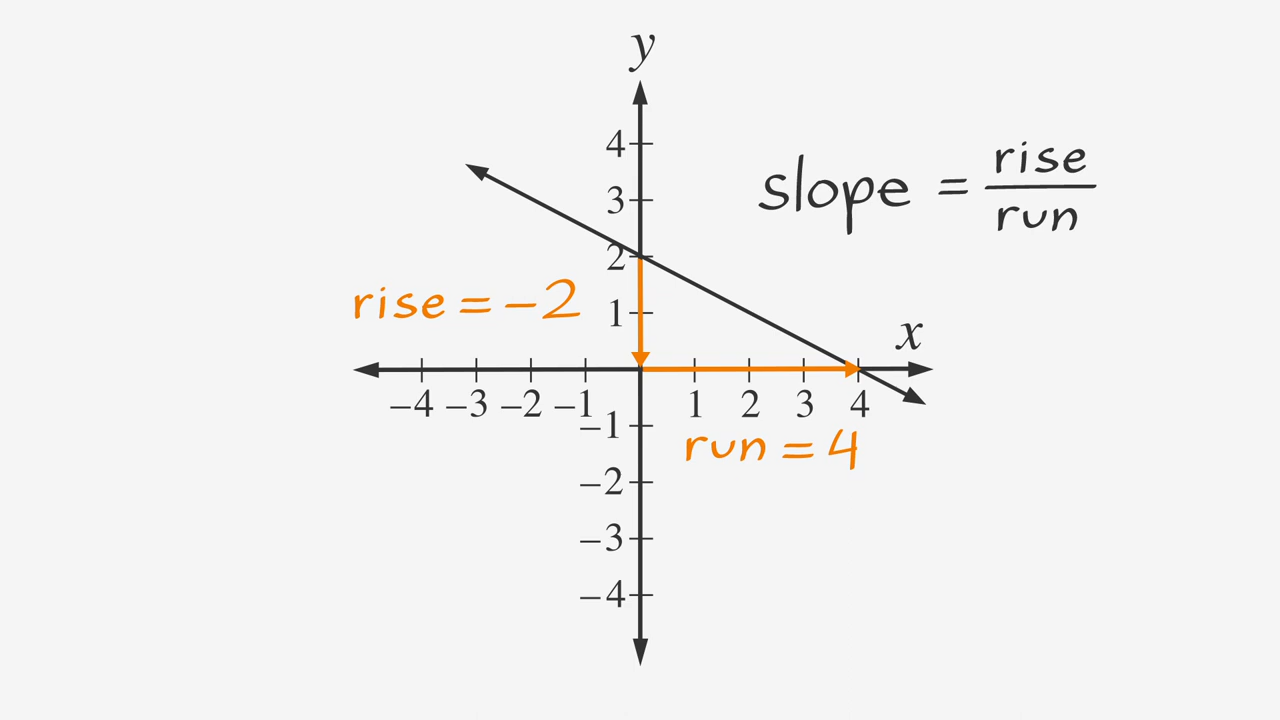 y
4
3
2
1
slope = rise/run
rise = −2
x
−4 −3 −2 −1 1 2 3 4
run = 4
−1
−2
−3
−4